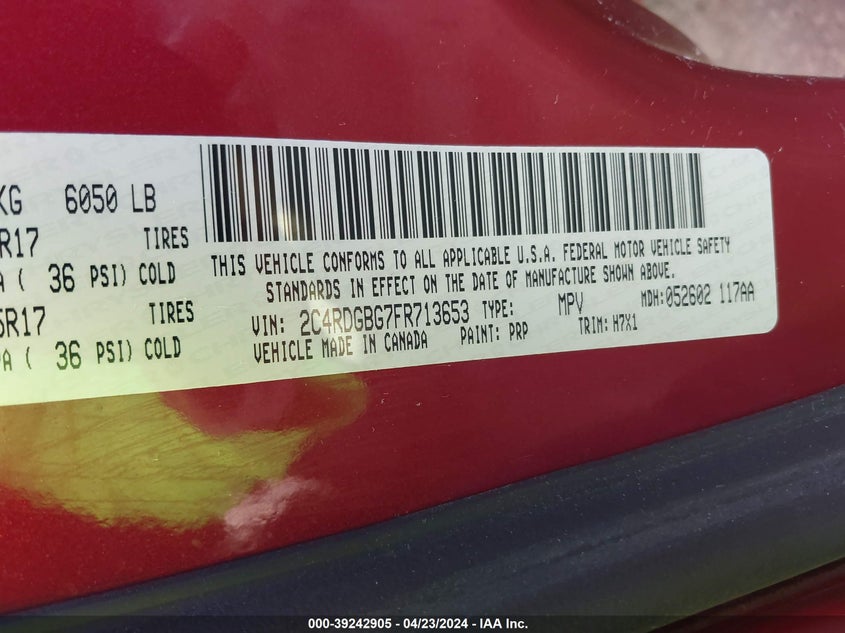 KG 6050 LB
R17 TIRES
A ( 36 PSI) COLD
5R17 TIRES
PA ( 36 PSI) COLD
THIS VEHICLE CONFORMS TO ALL APPLICABLE U.S.A. FEDERAL MOTOR VEHICLE SAFETY
STANDARDS IN EFFECT ON THE DATE OF MANUFACTURE SHOWN ABOVE.
VIN: 2C4RDGBG7FR713653 TYPE: MPV MDH:052602 117AA
VEHICLE MADE IN CANADA PAINT: PRP TRIM: H7X1
000-39242905 / 04/23/2024 - IAA Inc.